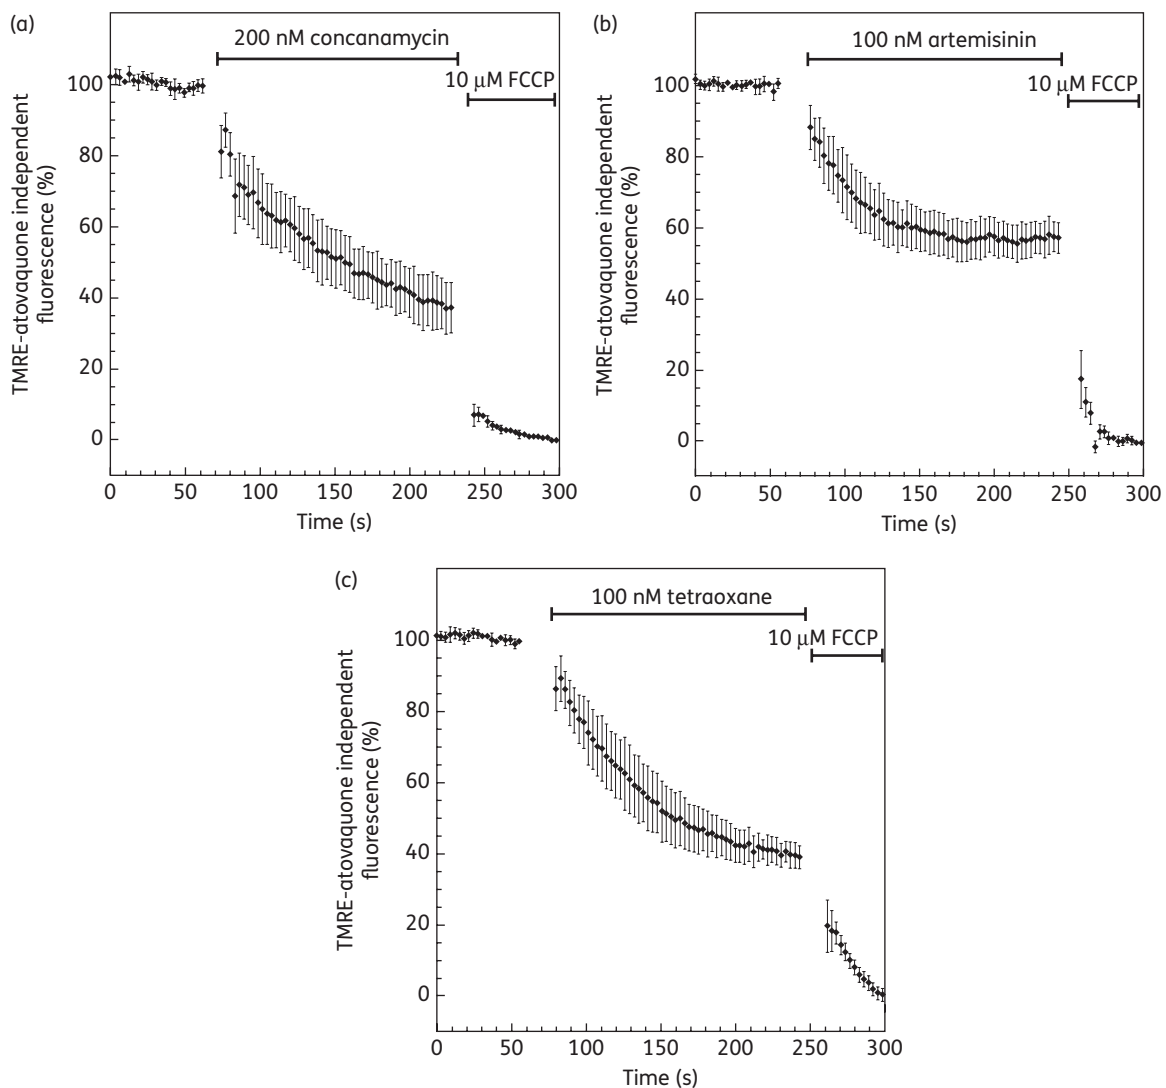 (a)
200 nM concanamycin
10 μM FCCP
100
80
60
40
20
0
TMRE-atovaquone independent
fluorescence (%)
0 50 100 150 200 250 300
Time (s)
(b)
100 nM artemisinin
10 μM FCCP
100
80
60
40
20
0
TMRE-atovaquone independent
fluorescence (%)
0 50 100 150 200 250 300
Time (s)
(c)
100 nM tetraoxane
10 μM FCCP
100
80
60
40
20
0
TMRE-atovaquone independent
fluorescence (%)
0 50 100 150 200 250 300
Time (s)